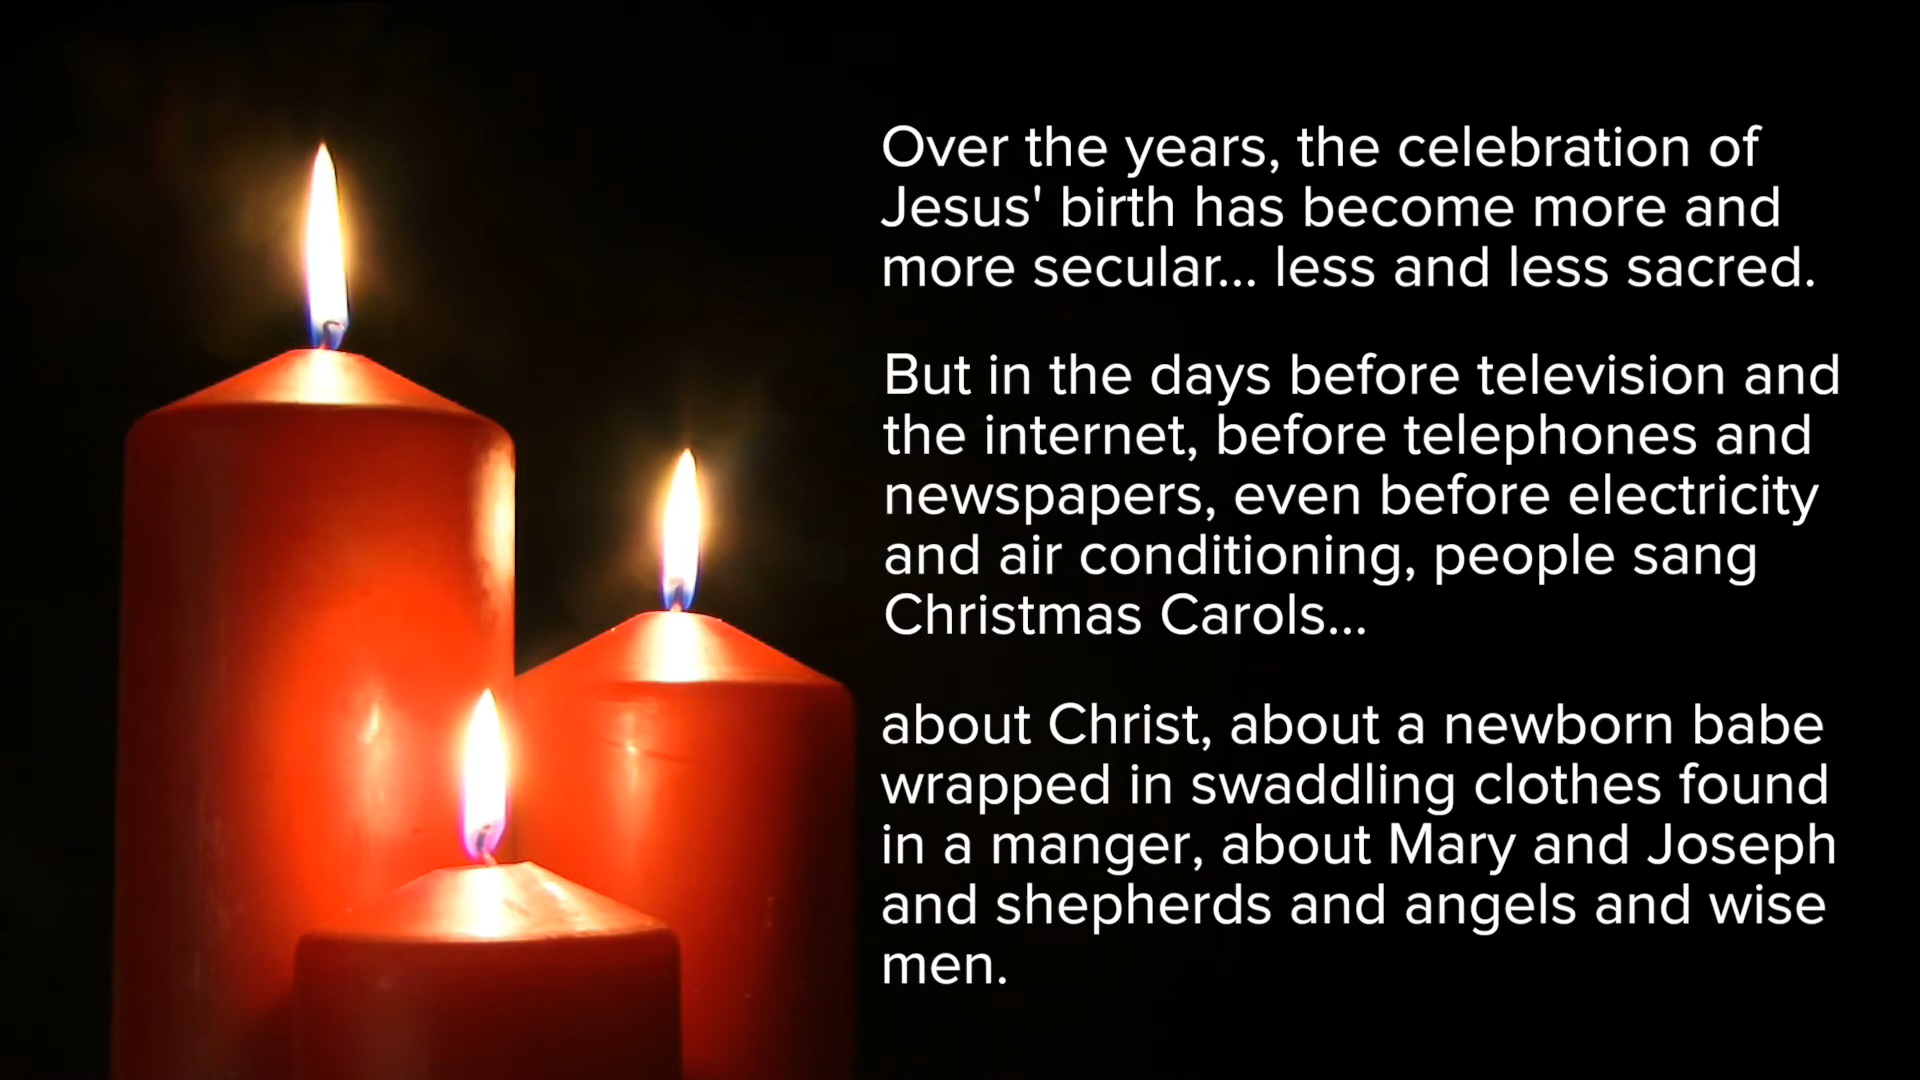 Over the years, the celebration of
Jesus' birth has become more and
more secular... less and less sacred.
But in the days before television and
the internet, before telephones and
newspapers, even before electricity
and air conditioning, people sang
Christmas Carols...
about Christ, about a newborn babe
wrapped in swaddling clothes found
in a manger, about Mary and Joseph
and shepherds and angels and wise
men.